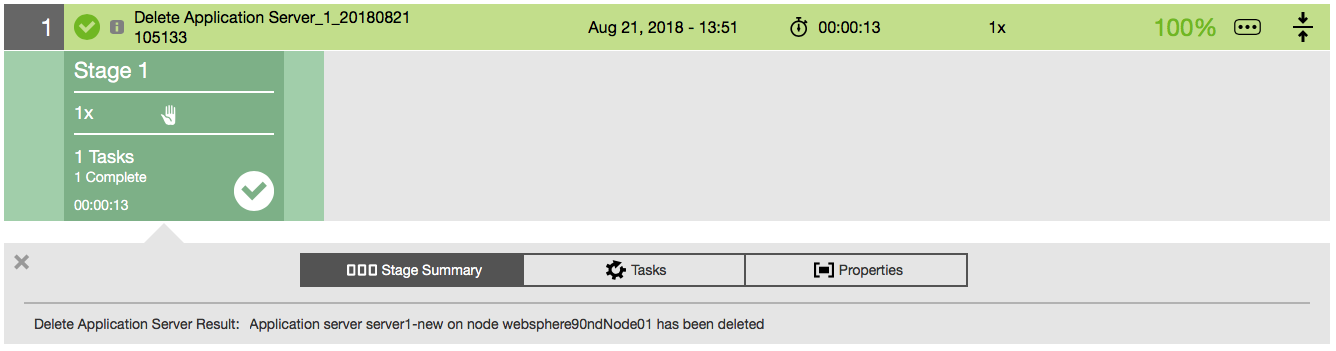 1
Delete Application Server_1_20180821
105133
Aug 21, 2018 - 13:51
00:00:13
1x
100%
Stage 1
1x
1 Tasks
1 Complete
00:00:13
Stage Summary
Tasks
Properties
Delete Application Server Result: Application server server1-new on node websphere90ndNode01 has been deleted